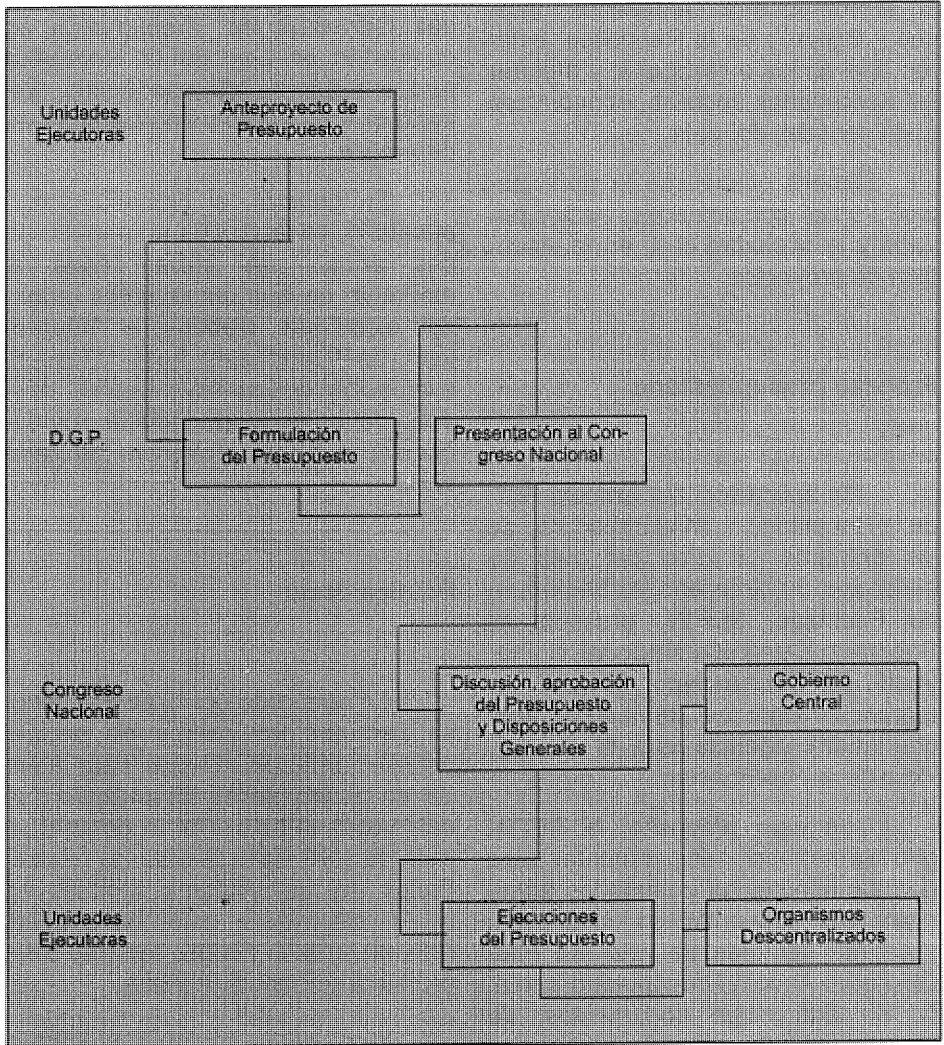 Unidades
Ejecutoras
Anteproyecto de
Presupuesto
D.G.P.
Formulación
del Presupuesto
Presentación al Con-
greso Nacional
Congreso
Nacional
Discusión, aprobación
del Presupuesto
y Disposiciones
Generales
Gobierno
Central
Unidades
Ejecutoras
Ejecuciones
del Presupuesto
Organismos
Descentralizados